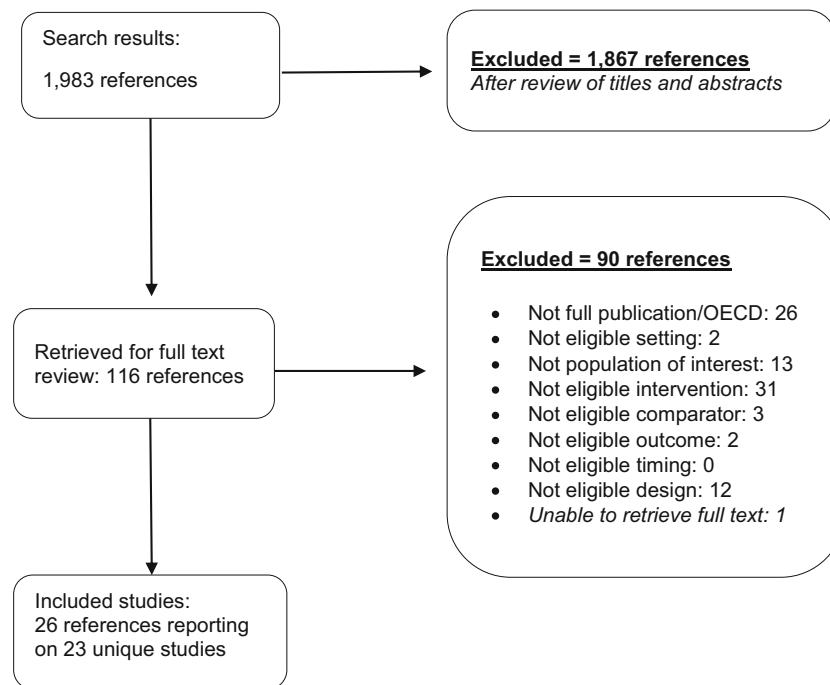 Search results:
1,983 references
Excluded = 1,867 references
After review of titles and abstracts
Excluded = 90 references
• Not full publication/OECD: 26
• Not eligible setting: 2
• Not population of interest: 13
• Not eligible intervention: 31
• Not eligible comparator: 3
• Not eligible outcome: 2
• Not eligible timing: 0
• Not eligible design: 12
• Unable to retrieve full text: 1
Retrieved for full text
review: 116 references
Included studies:
26 references reporting
on 23 unique studies